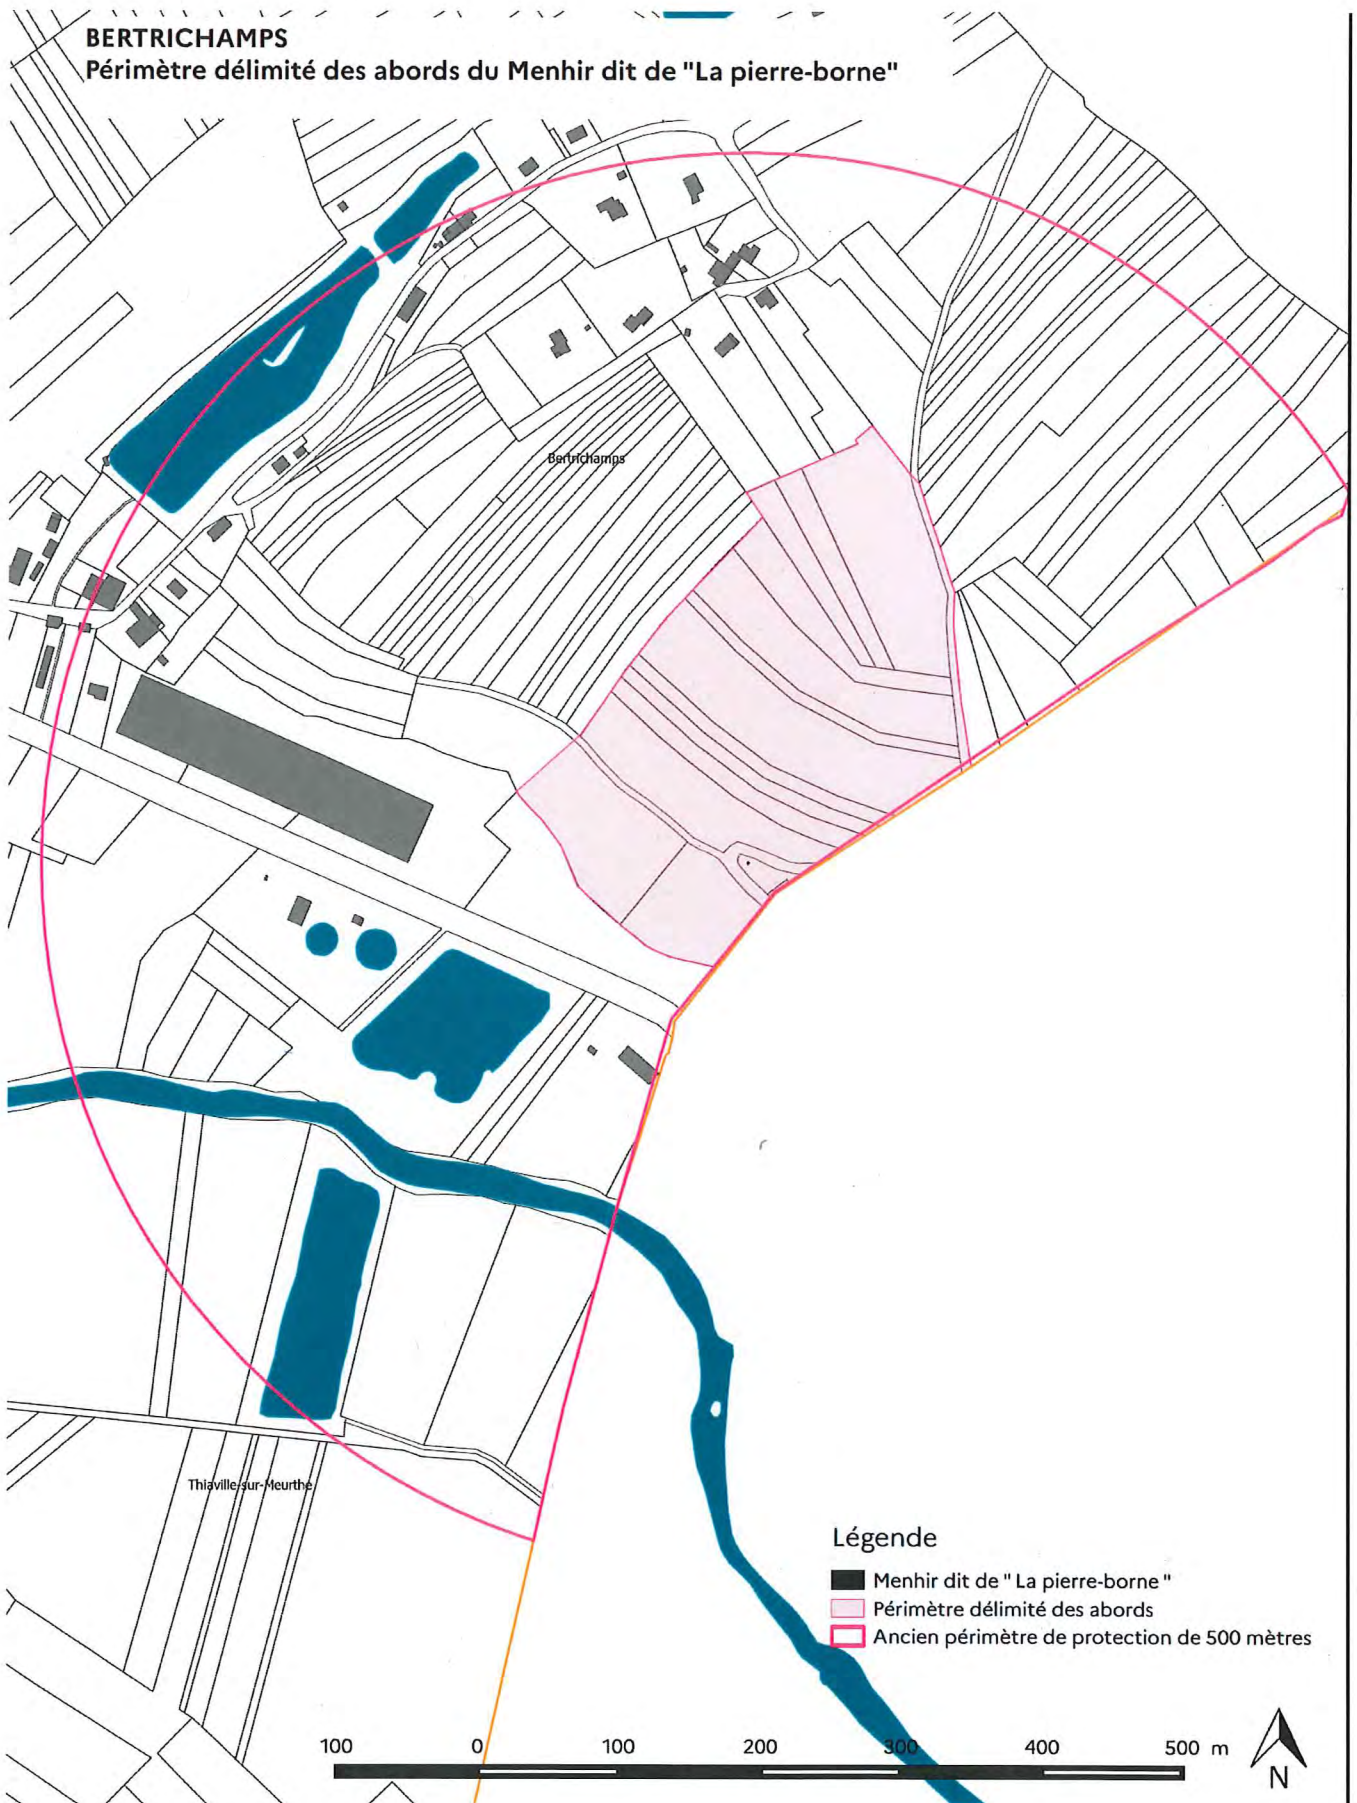 BERTRICHAMPS
Périmètre délimité des abords du Menhir dit de "La pierre-borne"
Bertrichamps
Thiaville-sur-Meurthe
Légende
Menhir dit de " La pierre-borne "
Périmètre délimité des abords
Ancien périmètre de protection de 500 mètres
100 0 100 200 300 400 500 m
N